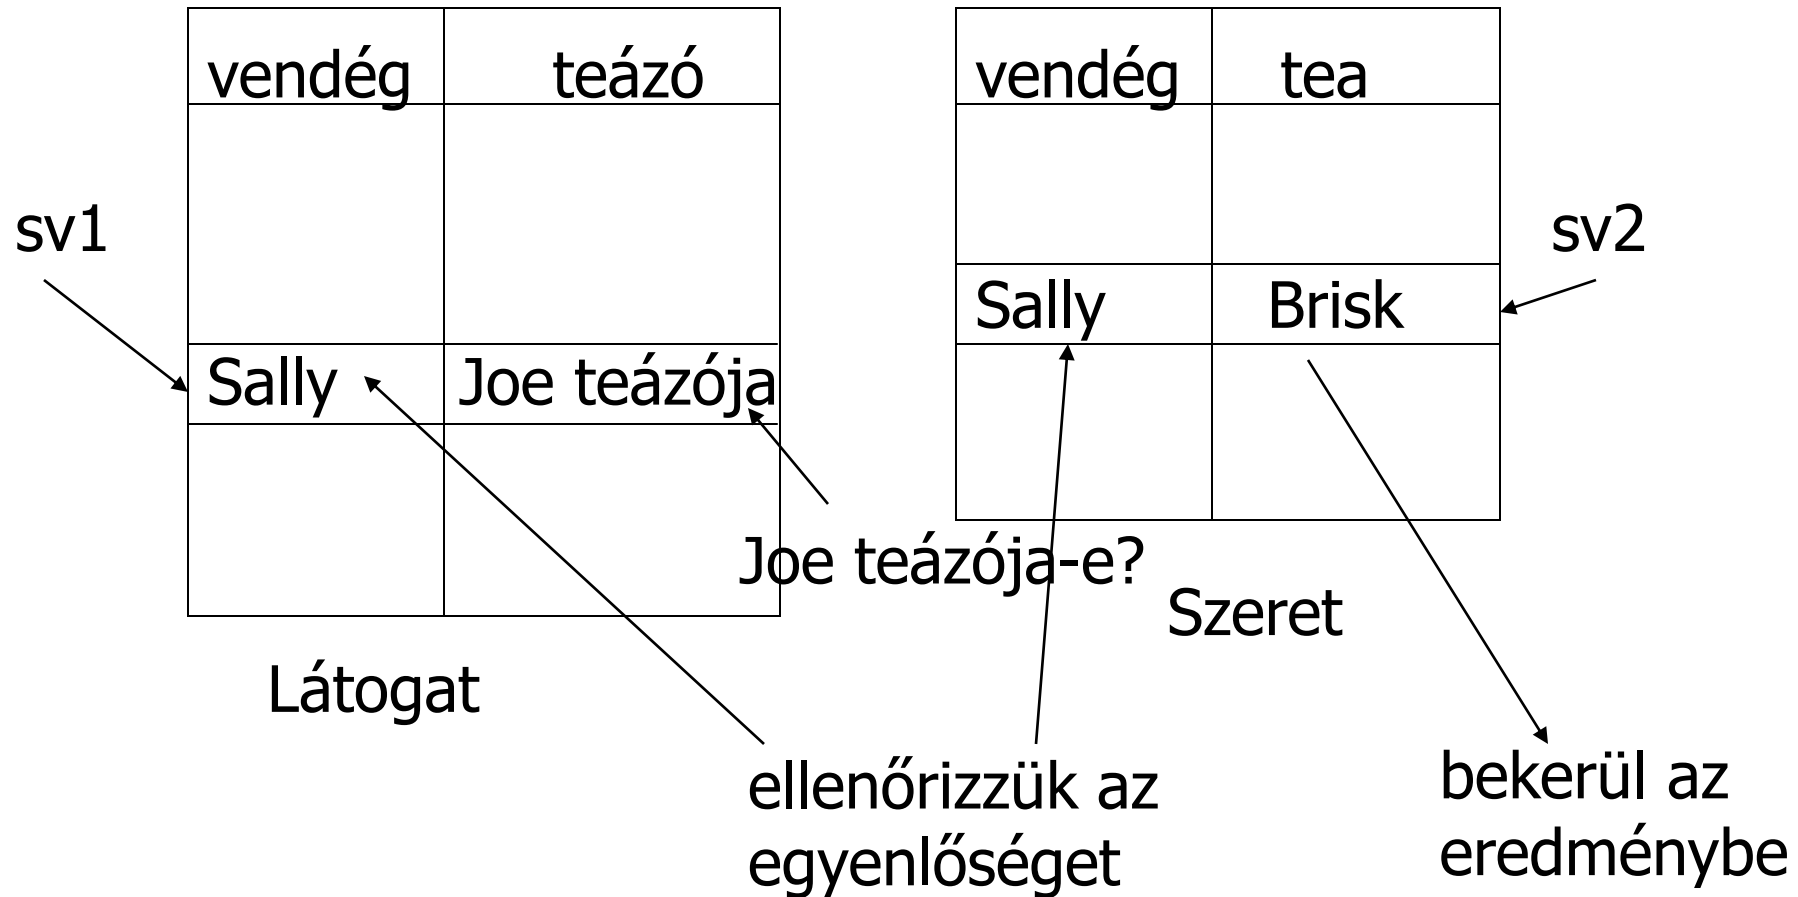 vendég teázó
vendég tea
sv1
sv2
Sally Brisk
Sally Joe teázója
Joe teázója-e?
Szeret
Látogat
ellenőrizzük az
egyenlőséget
bekerül az
eredménybe